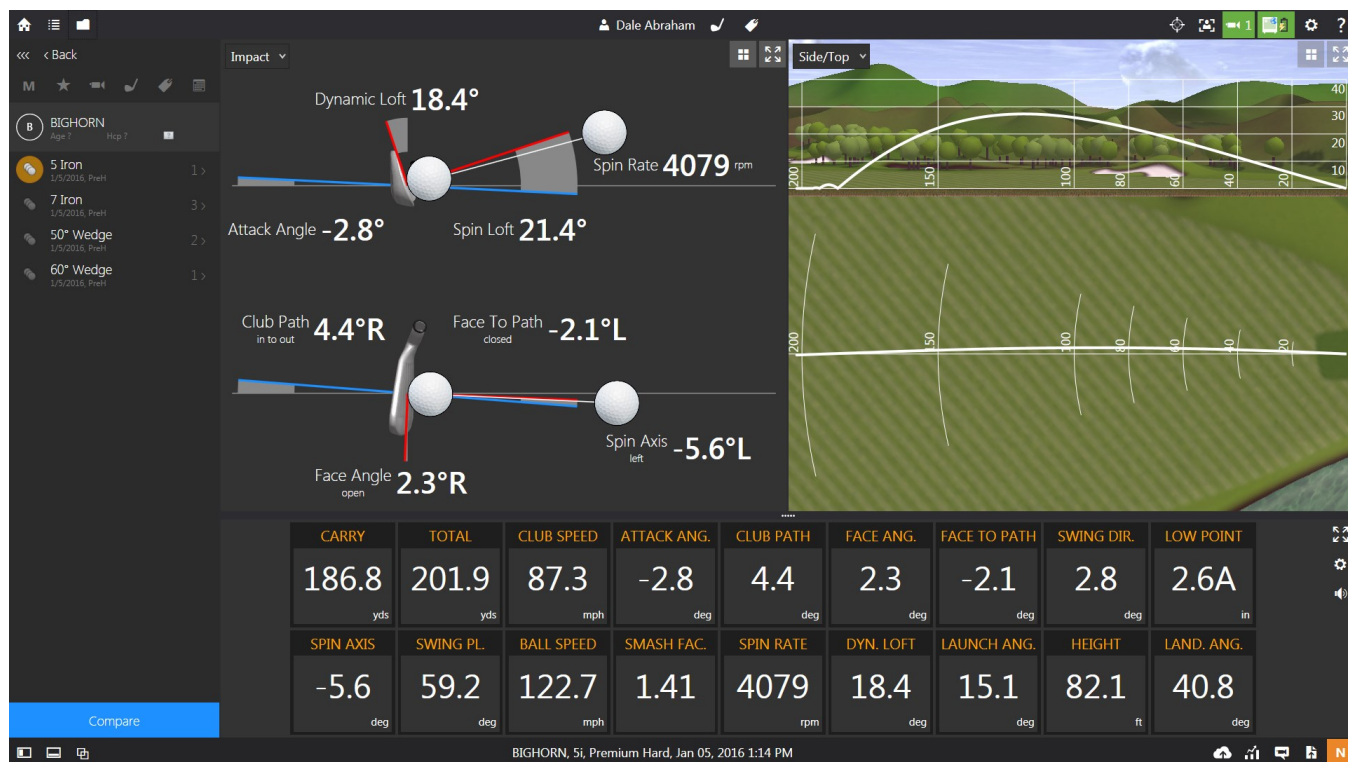 Dale Abraham
1
?
‹ Back
M
B
BIGHORN
Age ? Hcp ?
5 Iron
1/5/2016, PreH
1 ›
7 Iron
1/5/2016, PreH
3 ›
50° Wedge
1/5/2016, PreH
2 ›
60° Wedge
1/5/2016, PreH
1 ›
Compare
Impact
Dynamic Loft 18.4°
Spin Rate 4079 rpm
Attack Angle -2.8°
Spin Loft 21.4°
Club Path 4.4°R
in to out
Face To Path -2.1°L
closed
Spin Axis -5.6°L
left
Face Angle 2.3°R
open
Side/Top
40
30
20
10
200 150 100 80 60 40 20
200 150 100 80 60 40 20
CARRY TOTAL CLUB SPEED ATTACK ANG. CLUB PATH FACE ANG. FACE TO PATH SWING DIR. LOW POINT
186.8 201.9 87.3 -2.8 4.4 2.3 -2.1 2.8 2.6A
yds yds mph deg deg deg deg deg in
SPIN AXIS SWING PL. BALL SPEED SMASH FAC. SPIN RATE DYN. LOFT LAUNCH ANG. HEIGHT LAND. ANG.
-5.6 59.2 122.7 1.41 4079 18.4 15.1 82.1 40.8
deg deg mph rpm deg deg ft deg
BIGHORN, 5i, Premium Hard, Jan 05, 2016 1:14 PM
N